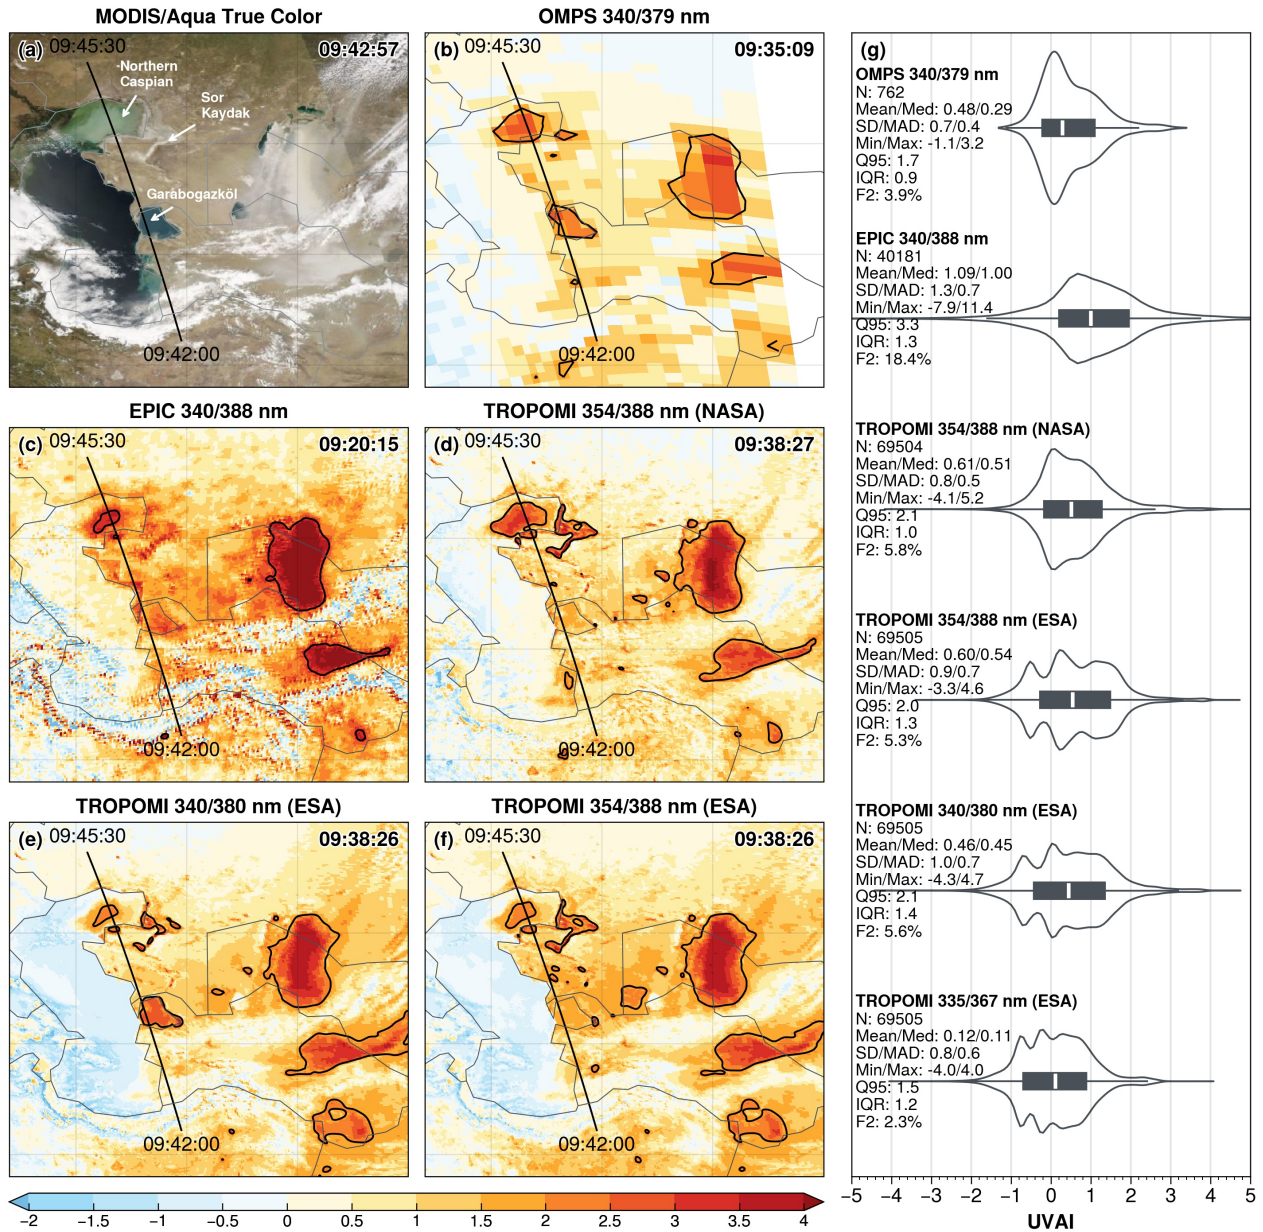 MODIS/Aqua True Color
(a)
09:45:30
09:42:57
Northern
Caspian
Sor
Kaydak
Garabogazköl
09:42:00
OMPS 340/379 nm
(b)
09:45:30
09:35:09
09:42:00
EPIC 340/388 nm
(c)
09:45:30
09:20:15
09:42:00
TROPOMI 354/388 nm (NASA)
(d)
09:45:30
09:38:27
09:42:00
TROPOMI 340/380 nm (ESA)
(e)
09:45:30
09:38:26
09:42:00
TROPOMI 354/388 nm (ESA)
(f)
09:45:30
09:38:26
09:42:00
−2 −1.5 −1 −0.5 0 0.5 1 1.5 2 2.5 3 3.5 4
(g)
OMPS 340/379 nm
N: 762
Mean/Med: 0.48/0.29
SD/MAD: 0.7/0.4
Min/Max: -1.1/3.2
Q95: 1.7
IQR: 0.9
F2: 3.9%
EPIC 340/388 nm
N: 40181
Mean/Med: 1.09/1.00
SD/MAD: 1.3/0.7
Min/Max: -7.9/11.4
Q95: 3.3
IQR: 1.3
F2: 18.4%
TROPOMI 354/388 nm (NASA)
N: 69504
Mean/Med: 0.61/0.51
SD/MAD: 0.8/0.5
Min/Max: -4.1/5.2
Q95: 2.1
IQR: 1.0
F2: 5.8%
TROPOMI 354/388 nm (ESA)
N: 69505
Mean/Med: 0.60/0.54
SD/MAD: 0.9/0.7
Min/Max: -3.3/4.6
Q95: 2.0
IQR: 1.3
F2: 5.3%
TROPOMI 340/380 nm (ESA)
N: 69505
Mean/Med: 0.46/0.45
SD/MAD: 1.0/0.7
Min/Max: -4.3/4.7
Q95: 2.1
IQR: 1.4
F2: 5.6%
TROPOMI 335/367 nm (ESA)
N: 69505
Mean/Med: 0.12/0.11
SD/MAD: 0.8/0.6
Min/Max: -4.0/4.0
Q95: 1.5
IQR: 1.2
F2: 2.3%
−5 −4 −3 −2 −1 0 1 2 3 4 5
UVAI